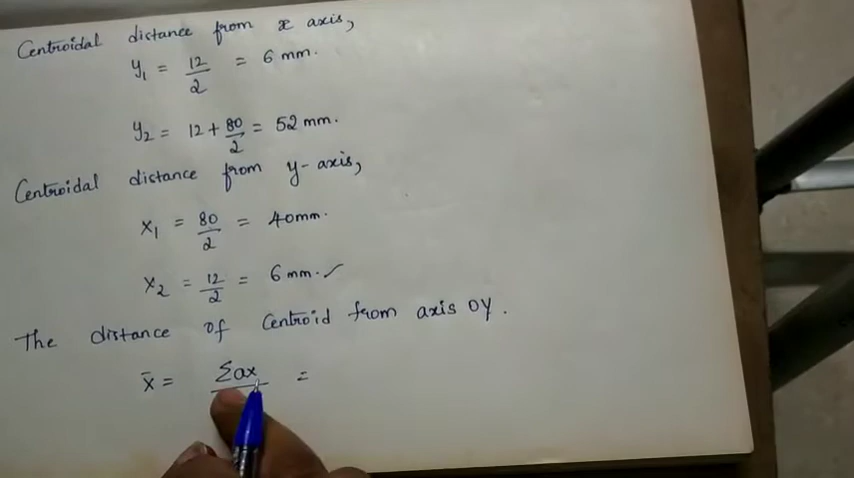 Centroidal distance from x axis,
y₁ = 12/2 = 6 mm.
y₂ = 12 + 80/2 = 52 mm.
Centroidal distance from y-axis,
x₁ = 80/2 = 40mm.
x₂ = 12/2 = 6 mm. ✓
The distance of Centroid from axis OY.
x̄ = Σax =